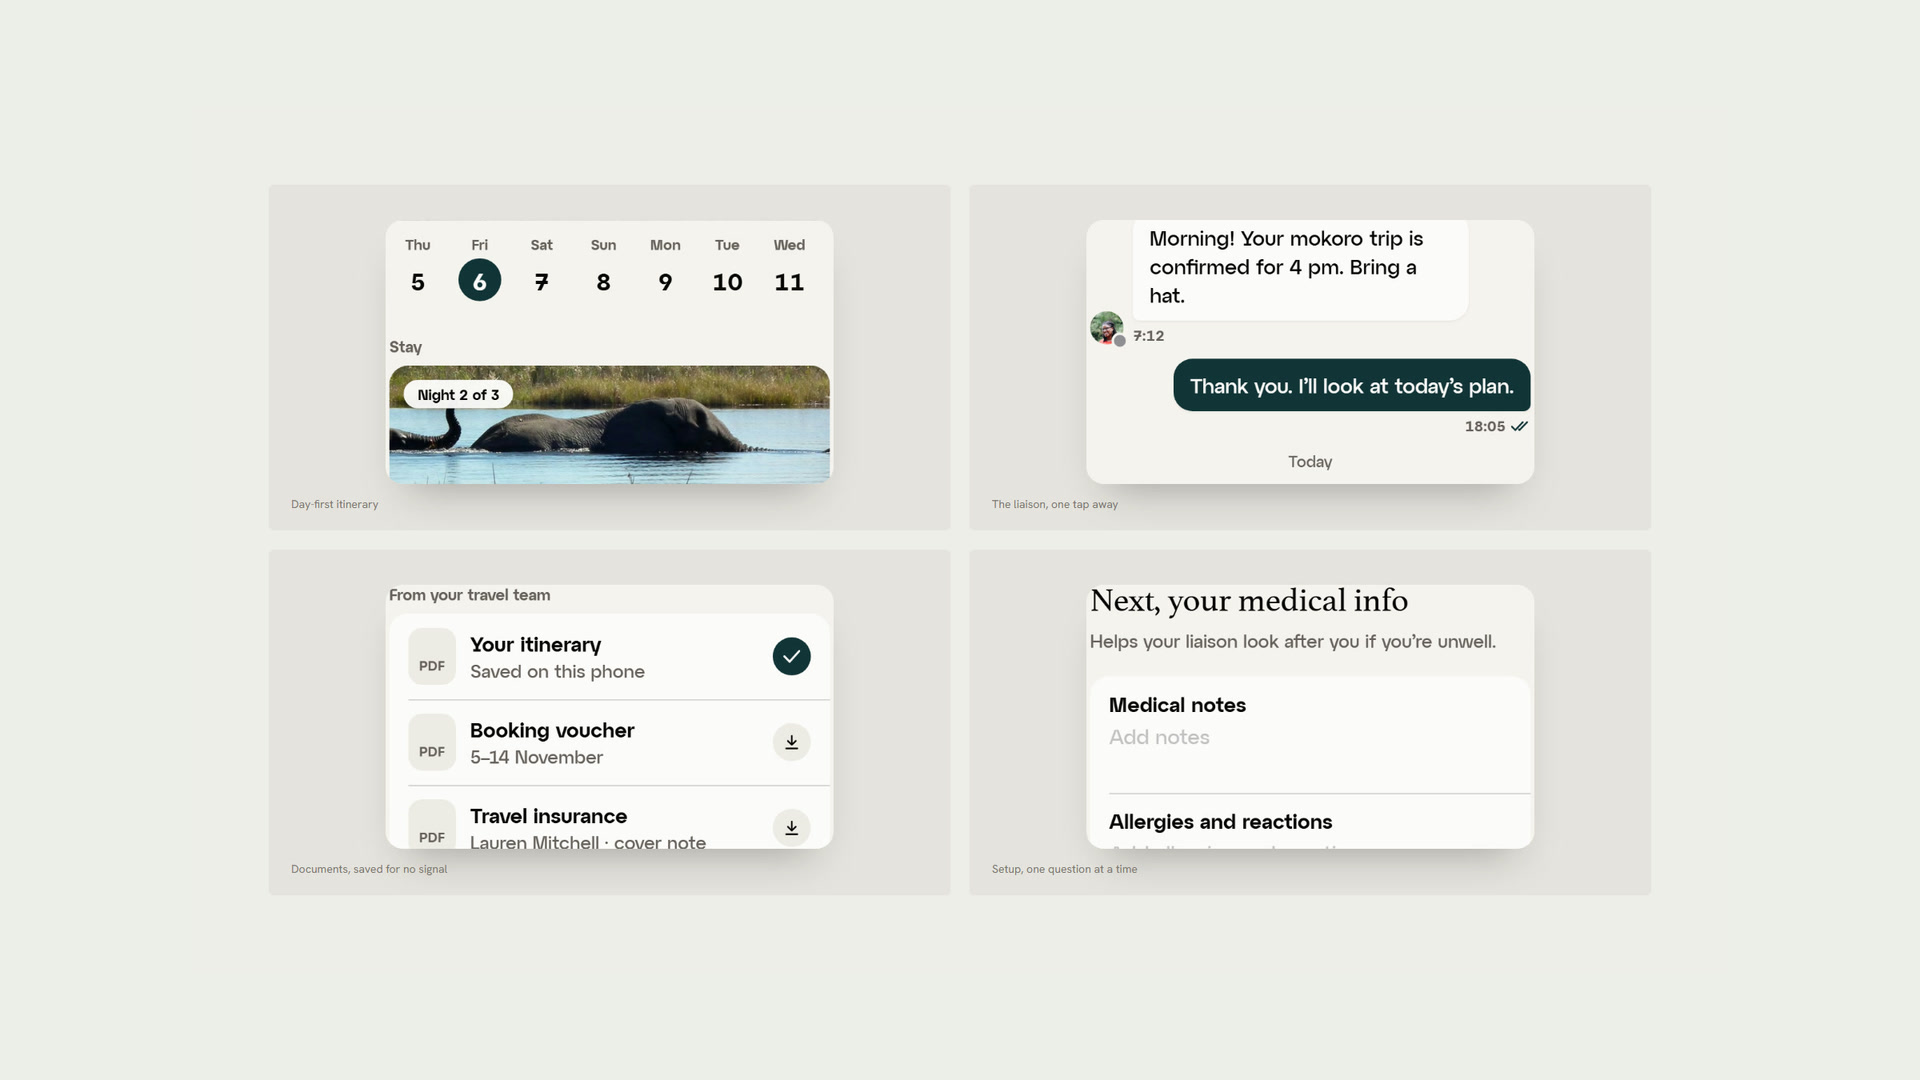 Thu Fri Sat Sun Mon Tue Wed
5 6 7 8 9 10 11
Stay
Night 2 of 3
Day-first itinerary
Morning! Your mokoro trip is
confirmed for 4 pm. Bring a
hat.
7:12
Thank you. I’ll look at today’s plan.
18:05
Today
The liaison, one tap away
From your travel team
PDF
Your itinerary
Saved on this phone
PDF
Booking voucher
5–14 November
PDF
Travel insurance
Lauren Mitchell · cover note
Documents, saved for no signal
Next, your medical info
Helps your liaison look after you if you’re unwell.
Medical notes
Add notes
Allergies and reactions
Setup, one question at a time